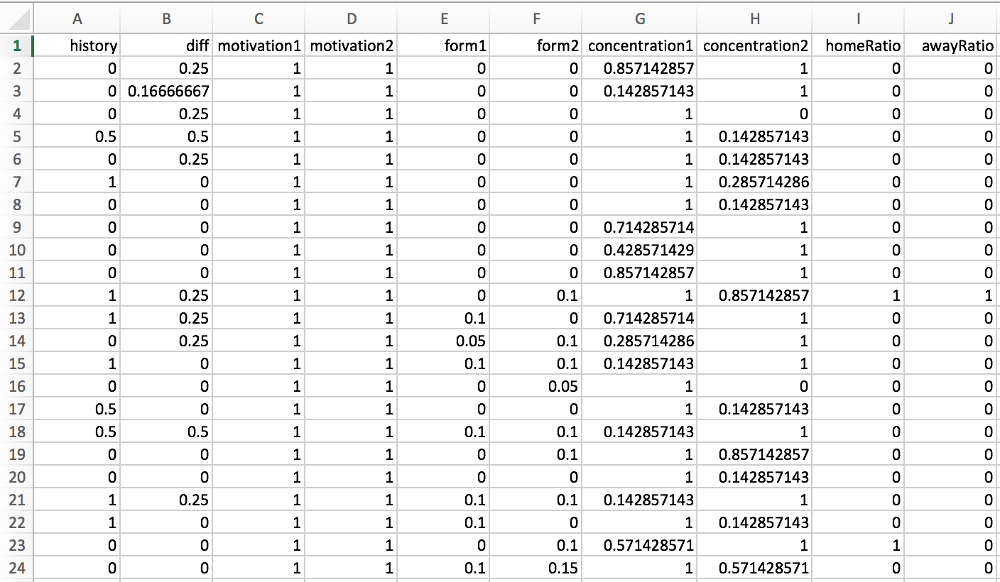 A B C D E F G H I J
1 history diff motivation1 motivation2 form1 form2 concentration1 concentration2 homeRatio awayRatio
2 0 0.25 1 1 0 0 0.857142857 1 0 0
3 0 0.16666667 1 1 0 0 0.142857143 1 0 0
4 0 0.25 1 1 0 0 1 0 0 0
5 0.5 0.5 1 1 0 0 1 0.142857143 0 0
6 0 0.25 1 1 0 0 1 0.142857143 0 0
7 1 0 1 1 0 0 1 0.285714286 0 0
8 0 0 1 1 0 0 1 0.142857143 0 0
9 0 0 1 1 0 0 0.714285714 1 0 0
10 0 0 1 1 0 0 0.428571429 1 0 0
11 0 0 1 1 0 0 0.857142857 1 0 0
12 1 0.25 1 1 0 0.1 1 0.857142857 1 1
13 1 0.25 1 1 0.1 0 0.714285714 1 0 0
14 0 0.25 1 1 0.05 0.1 0.285714286 1 0 0
15 1 0 1 1 0.1 0.1 0.142857143 1 0 0
16 0 0 1 1 0 0.05 1 0 0 0
17 0.5 0 1 1 0 0 1 0.142857143 0 0
18 0.5 0.5 1 1 0.1 0.1 0.142857143 1 0 0
19 0 0 1 1 0 0.1 1 0.857142857 0 0
20 0 0 1 1 0 0 1 0.142857143 0 0
21 1 0.25 1 1 0.1 0.1 0.142857143 1 0 0
22 1 0 1 1 0.1 0 1 0.142857143 0 0
23 0 0 1 1 0 0.1 0.571428571 1 1 0
24 0 0 1 1 0.1 0.15 1 0.571428571 0 0